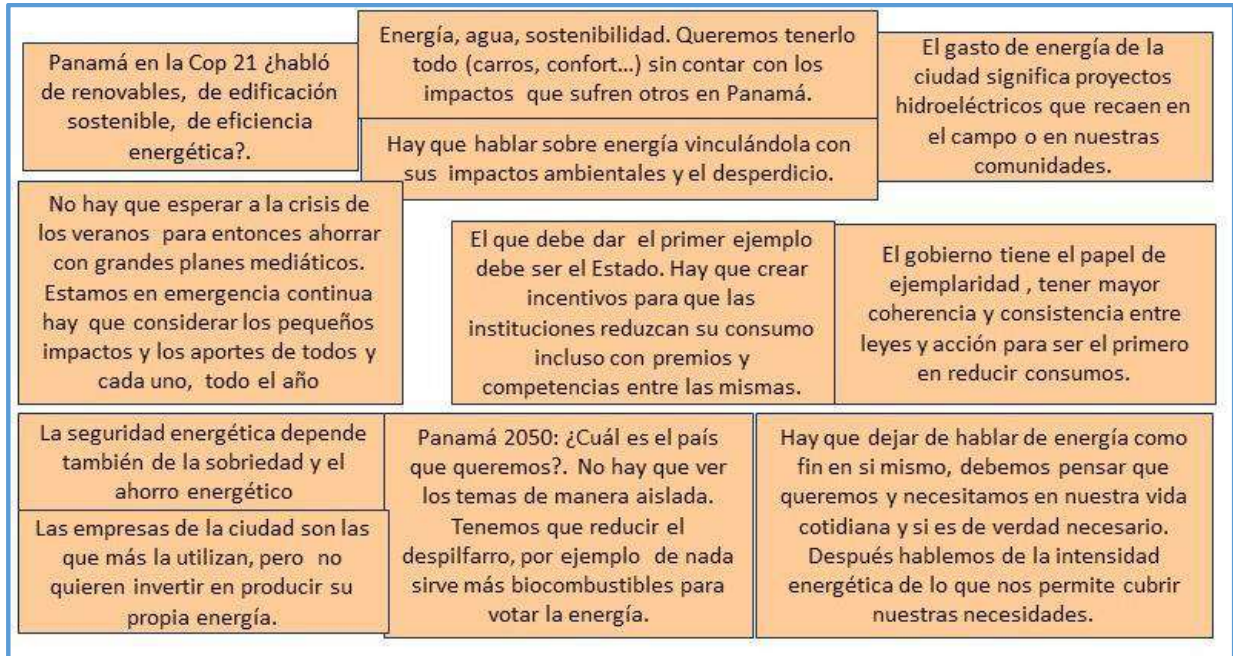 Panamá en la Cop 21 ¿habló
de renovables, de edificación
sostenible, de eficiencia
energética?.
Energía, agua, sostenibilidad. Queremos tenerlo
todo (carros, confort...) sin contar con los
impactos que sufren otros en Panamá.
Hay que hablar sobre energía vinculándola con
sus impactos ambientales y el desperdicio.
El gasto de energía de la
ciudad significa proyectos
hidroeléctricos que recaen en
el campo o en nuestras
comunidades.
No hay que esperar a la crisis de
los veranos para entonces ahorrar
con grandes planes mediáticos.
Estamos en emergencia continua
hay que considerar los pequeños
impactos y los aportes de todos y
cada uno, todo el año
El que debe dar el primer ejemplo
debe ser el Estado. Hay que crear
incentivos para que las
instituciones reduzcan su consumo
incluso con premios y
competencias entre las mismas.
El gobierno tiene el papel de
ejemplaridad , tener mayor
coherencia y consistencia entre
leyes y acción para ser el primero
en reducir consumos.
La seguridad energética depende
también de la sobriedad y el
ahorro energético
Las empresas de la ciudad son las
que más la utilizan, pero no
quieren invertir en producir su
propia energía.
Panamá 2050: ¿Cuál es el país
que queremos?. No hay que ver
los temas de manera aislada.
Tenemos que reducir el
despilfarro, por ejemplo de nada
sirve más biocombustibles para
votar la energía.
Hay que dejar de hablar de energía como
fin en si mismo, debemos pensar que
queremos y necesitamos en nuestra vida
cotidiana y si es de verdad necesario.
Después hablemos de la intensidad
energética de lo que nos permite cubrir
nuestras necesidades.